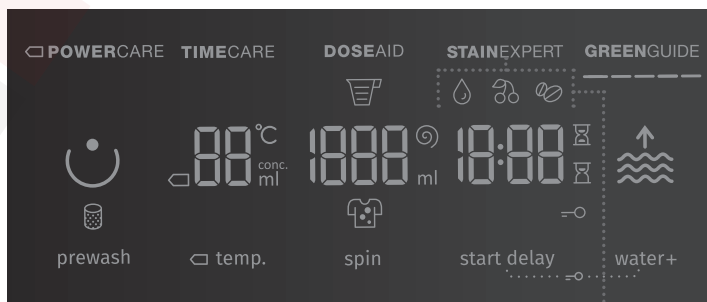 POWERCARE TIMECARE DOSEAID STAINEXPERT GREENGUIDE
88 °C conc. ml 1888 ml 18:88
prewash temp. spin start delay water+